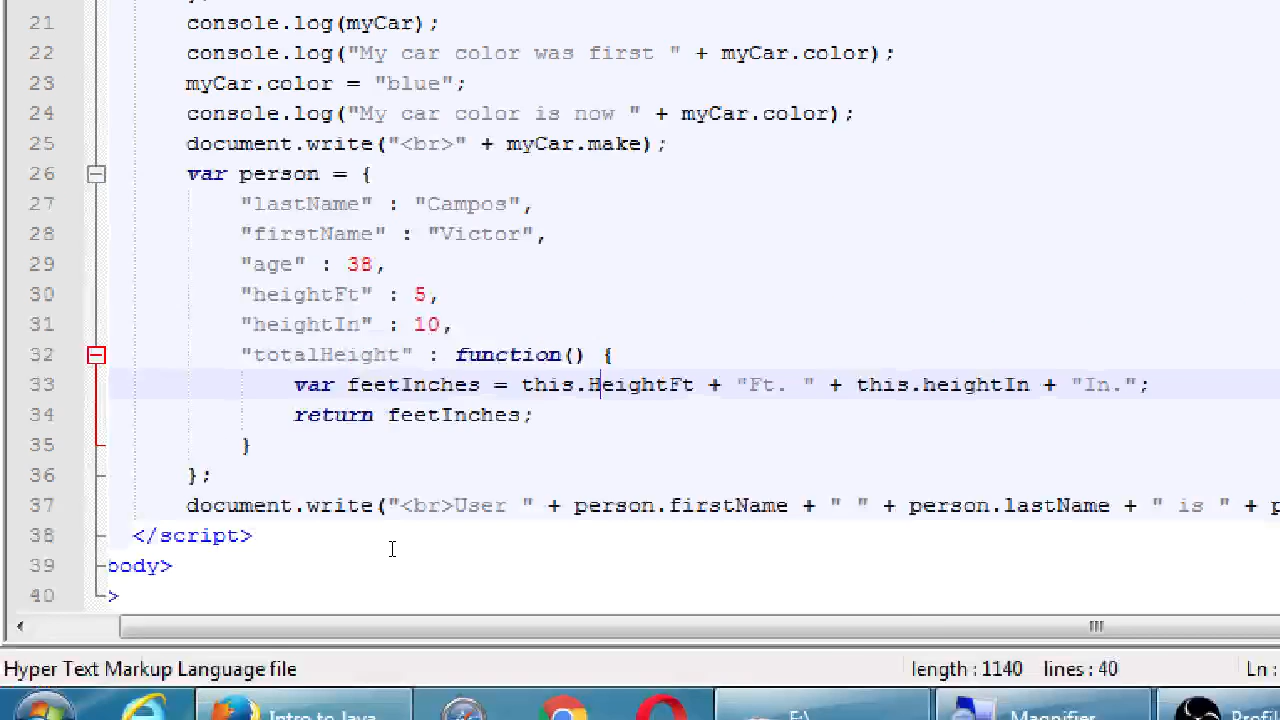 21 console.log(myCar);
22 console.log("My car color was first " + myCar.color);
23 myCar.color = "blue";
24 console.log("My car color is now " + myCar.color);
25 document.write("<br>" + myCar.make);
26 var person = {
27 "lastName" : "Campos",
28 "firstName" : "Victor",
29 "age" : 38,
30 "heightFt" : 5,
31 "heightIn" : 10,
32 "totalHeight" : function() {
33 var feetInches = this.HeightFt + "Ft. " + this.heightIn + "In.";
34 return feetInches;
35 }
36 };
37 document.write("<br>User " + person.firstName + " " + person.lastName + " is " + p
38 </script>
39 body>
40 >
Hyper Text Markup Language file length : 1140 lines : 40 Ln :
Intro to Java F:\ Magnifier Profil